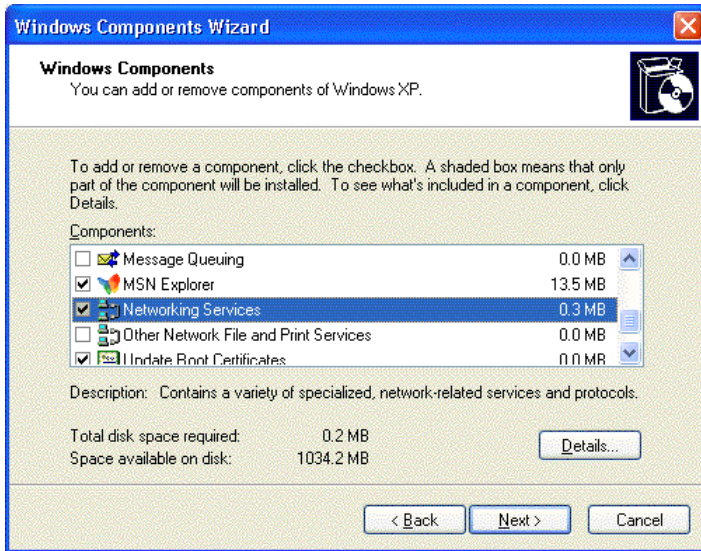 Windows Components Wizard
Windows Components
You can add or remove components of Windows XP.
To add or remove a component, click the checkbox. A shaded box means that only
part of the component will be installed. To see what's included in a component, click
Details.
Components:
Message Queuing 0.0 MB
MSN Explorer 13.5 MB
Networking Services 0.3 MB
Other Network File and Print Services 0.0 MB
Update Root Certificates 0.0 MB
Description: Contains a variety of specialized, network-related services and protocols.
Total disk space required: 0.2 MB
Space available on disk: 1034.2 MB
Details...
< Back Next > Cancel